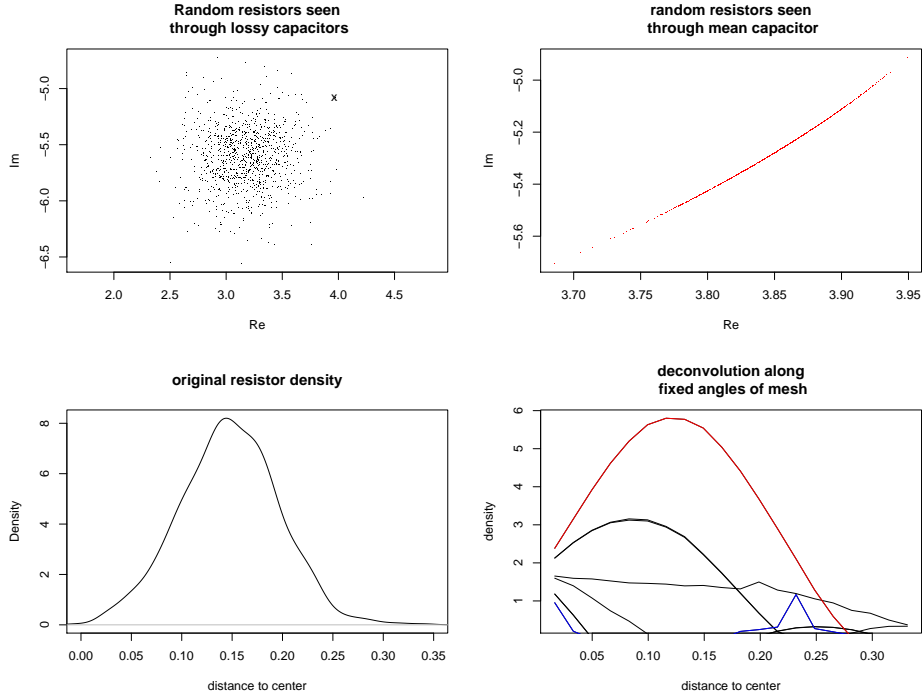 Random resistors seen
through lossy capacitors
-5.0
-5.5
-6.0
-6.5
Im
x
2.0 2.5 3.0 3.5 4.0 4.5
Re
random resistors seen
through mean capacitor
-5.0
-5.2
-5.4
-5.6
Im
3.70 3.75 3.80 3.85 3.90 3.95
Re
original resistor density
8
6
4
2
0
Density
0.00 0.05 0.10 0.15 0.20 0.25 0.30 0.35
distance to center
deconvolution along
fixed angles of mesh
6
5
4
3
2
1
density
0.05 0.10 0.15 0.20 0.25 0.30
distance to center